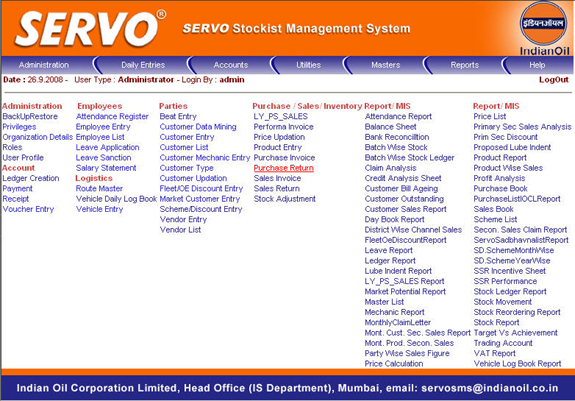 SERVO®
SERVO Stockist Management System
इंडियनऑयल
IndianOil
Administration Daily Entries Accounts Utilities Masters Reports Help
Date : 26.9.2008 - User Type : Administrator - Login By : admin LogOut
Administration
BackUpRestore
Privileges
Organization Details
Roles
User Profile
Account
Ledger Creation
Payment
Receipt
Voucher Entry
Employees
Attendance Register
Employee Entry
Employee List
Leave Application
Leave Sanction
Salary Statement
Logistics
Route Master
Vehicle Daily Log Book
Vehicle Entry
Parties
Beat Entry
Customer Data Mining
Customer Entry
Customer List
Customer Mechanic Entry
Customer Type
Customer Updation
Fleet/OE Discount Entry
Market Customer Entry
Scheme/Discount Entry
Vendor Entry
Vendor List
Purchase / Sales/ Inventory
LY_PS_SALES
Performa Invoice
Price Updation
Product Entry
Purchase Invoice
Purchase Return
Sales Invoice
Sales Return
Stock Adjustment
Report/ MIS
Attendance Report
Balance Sheet
Bank Reconcilltion
Batch Wise Stock
Batch Wise Stock Ledger
Claim Analysis
Credit Analysis Sheet
Customer Bill Ageing
Customer Outstanding
Customer Sales Report
Day Book Report
District Wise Channel Sales
FleetOeDiscountReport
Leave Report
Ledger Report
Lube Indent Report
LY_PS_SALES Report
Market Potential Report
Master List
Mechanic Report
MonthlyClaimLetter
Mont. Cust. Sec. Sales Report
Mont. Prod. Secon. Sales
Party Wise Sales Figure
Price Calculation
Report/ MIS
Price List
Primary Sec Sales Analysis
Prim Sec Discount
Proposed Lube Indent
Product Report
Product Wise Sales
Profit Analysis
Purchase Book
PurchaseListIOCLReport
Sales Book
Scheme List
Secon. Sales Claim Report
ServoSadbhavnalistReport
SD.SchemeMonthWise
SD.SchemeYearWise
SSR Incentive Sheet
SSR Performance
Stock Ledger Report
Stock Movement
Stock Reordering Report
Stock Report
Target Vs Achievement
Trading Account
VAT Report
Vehicle Log Book Report
Indian Oil Corporation Limited, Head Office (IS Department), Mumbai, email: servosms@indianoil.co.in